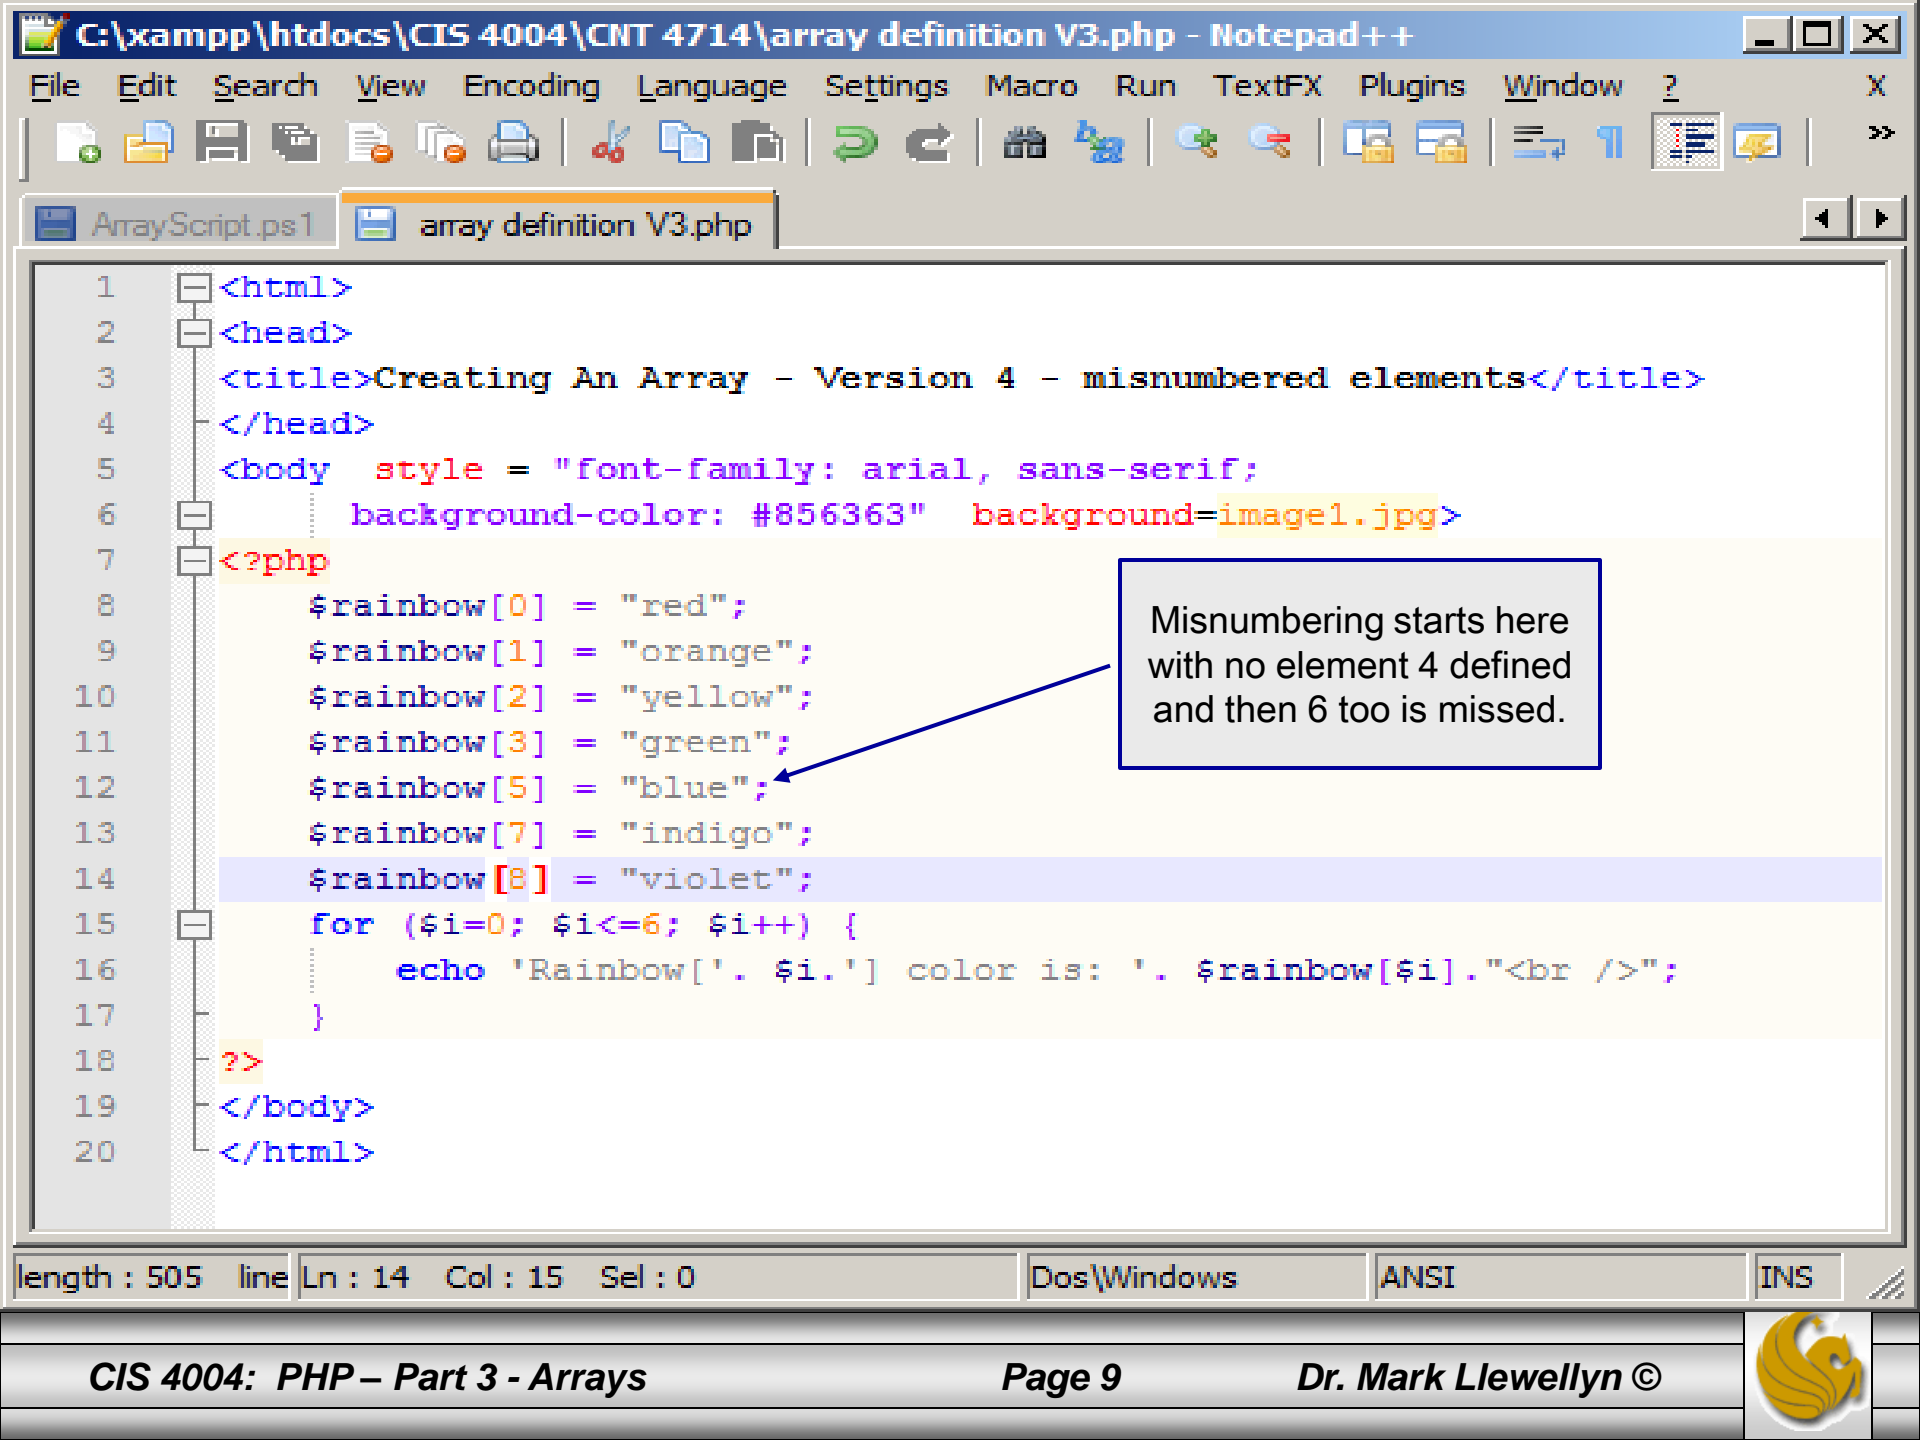 C:\xampp\htdocs\CIS 4004\CNT 4714\array definition V3.php - Notepad++
File Edit Search View Encoding Language Settings Macro Run TextFX Plugins Window ? X
ArrayScript.ps1 array definition V3.php
1 <html>
2 <head>
3 <title>Creating An Array - Version 4 - misnumbered elements</title>
4 </head>
5 <body  style = "font-family: arial, sans-serif;
6       background-color: #856363"  background=image1.jpg>
7 <?php
8     $rainbow[0] = "red";
9     $rainbow[1] = "orange";
10     $rainbow[2] = "yellow";
11     $rainbow[3] = "green";
12     $rainbow[5] = "blue";
13     $rainbow[7] = "indigo";
14     $rainbow[8] = "violet";
15     for ($i=0; $i<=6; $i++) {
16         echo 'Rainbow['. $i.'] color is: '. $rainbow[$i]."<br />";
17     }
18 ?>
19 </body>
20 </html>
Misnumbering starts here
with no element 4 defined
and then 6 too is missed.
length : 505 line Ln : 14 Col : 15 Sel : 0 Dos\Windows ANSI INS
CIS 4004: PHP – Part 3 - Arrays Page 9 Dr. Mark Llewellyn ©